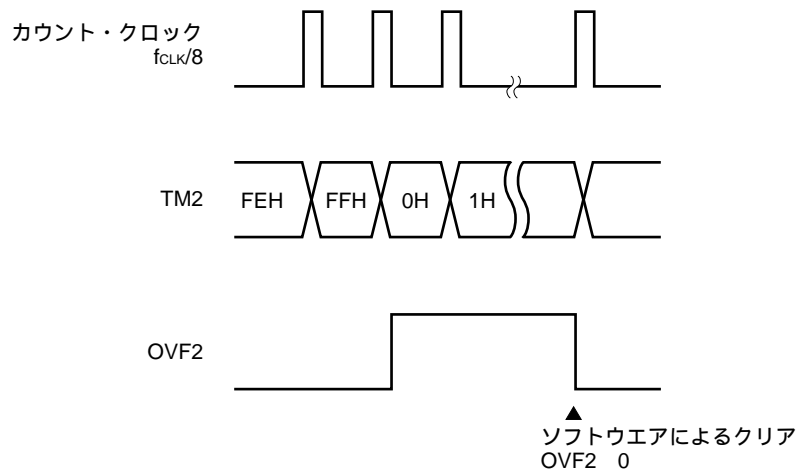 カウント・クロック
fCLK/8
TM2
FEH FFH 0H 1H
OVF2
ソフトウエアによるクリア
OVF2 0